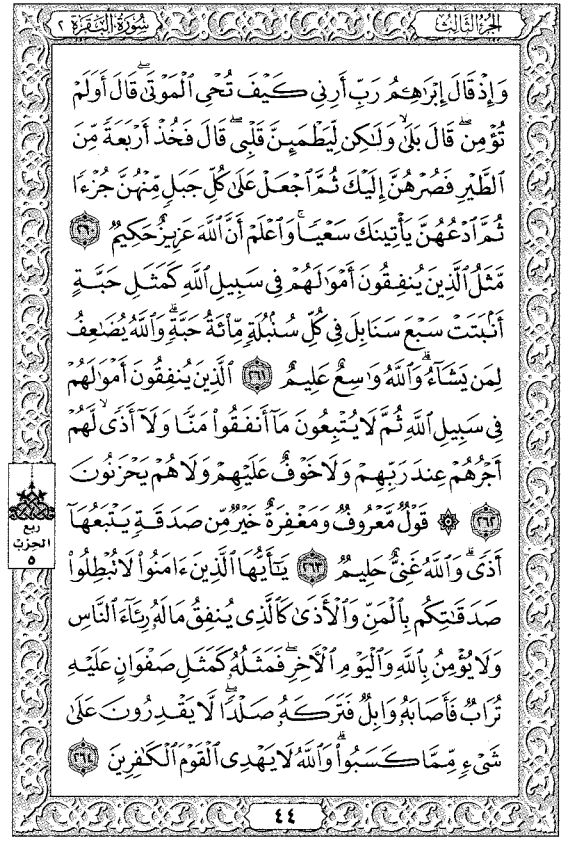 الجزء الثالث
سورة البقرة ٢
وَإِذْ قَالَ إِبْرَٰهِـۧمُ رَبِّ أَرِنِى كَيْفَ تُحْىِ ٱلْمَوْتَىٰ ۖ قَالَ أَوَلَمْ
تُؤْمِن ۖ قَالَ بَلَىٰ وَلَٰكِن لِّيَطْمَئِنَّ قَلْبِى ۖ قَالَ فَخُذْ أَرْبَعَةً مِّنَ
ٱلطَّيْرِ فَصُرْهُنَّ إِلَيْكَ ثُمَّ ٱجْعَلْ عَلَىٰ كُلِّ جَبَلٍ مِّنْهُنَّ جُزْءًا
ثُمَّ ٱدْعُهُنَّ يَأْتِينَكَ سَعْيًا ۚ وَٱعْلَمْ أَنَّ ٱللَّهَ عَزِيزٌ حَكِيمٌ ٢٦٠
مَّثَلُ ٱلَّذِينَ يُنفِقُونَ أَمْوَٰلَهُمْ فِى سَبِيلِ ٱللَّهِ كَمَثَلِ حَبَّةٍ
أَنۢبَتَتْ سَبْعَ سَنَابِلَ فِى كُلِّ سُنۢبُلَةٍ مِّا۟ئَةُ حَبَّةٍ ۗ وَٱللَّهُ يُضَٰعِفُ
لِمَن يَشَآءُ ۗ وَٱللَّهُ وَٰسِعٌ عَلِيمٌ ٢٦١ ٱلَّذِينَ يُنفِقُونَ أَمْوَٰلَهُمْ
فِى سَبِيلِ ٱللَّهِ ثُمَّ لَا يُتْبِعُونَ مَآ أَنفَقُوا۟ مَنًّا وَلَآ أَذًى ۙ لَّهُمْ
أَجْرُهُمْ عِندَ رَبِّهِمْ وَلَا خَوْفٌ عَلَيْهِمْ وَلَا هُمْ يَحْزَنُونَ
٢٦٢ ۞ قَوْلٌ مَّعْرُوفٌ وَمَغْفِرَةٌ خَيْرٌ مِّن صَدَقَةٍ يَتْبَعُهَآ
أَذًى ۗ وَٱللَّهُ غَنِىٌّ حَلِيمٌ ٢٦٣ يَٰٓأَيُّهَا ٱلَّذِينَ ءَامَنُوا۟ لَا تُبْطِلُوا۟
صَدَقَٰتِكُم بِٱلْمَنِّ وَٱلْأَذَىٰ كَٱلَّذِى يُنفِقُ مَالَهُۥ رِئَآءَ ٱلنَّاسِ
وَلَا يُؤْمِنُ بِٱللَّهِ وَٱلْيَوْمِ ٱلْءَاخِرِ ۖ فَمَثَلُهُۥ كَمَثَلِ صَفْوَانٍ عَلَيْهِ
تُرَابٌ فَأَصَابَهُۥ وَابِلٌ فَتَرَكَهُۥ صَلْدًا ۖ لَّا يَقْدِرُونَ عَلَىٰ
شَىْءٍ مِّمَّا كَسَبُوا۟ ۗ وَٱللَّهُ لَا يَهْدِى ٱلْقَوْمَ ٱلْكَٰفِرِينَ ٢٦٤
ربع
الحزب
٥
٤٤